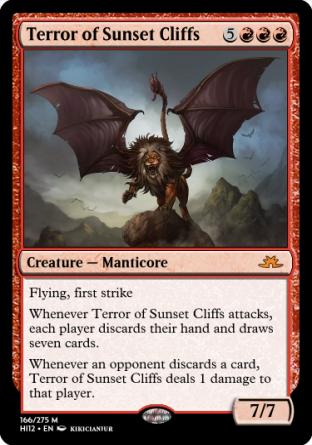 Terror of Sunset Cliffs 5
Creature — Manticore
Flying, first strike
Whenever Terror of Sunset Cliffs attacks,
each player discards their hand and draws
seven cards.
Whenever an opponent discards a card,
Terror of Sunset Cliffs deals 1 damage to
that player.
7/7
166/275 M
HI12 • EN KIKICIANJUR